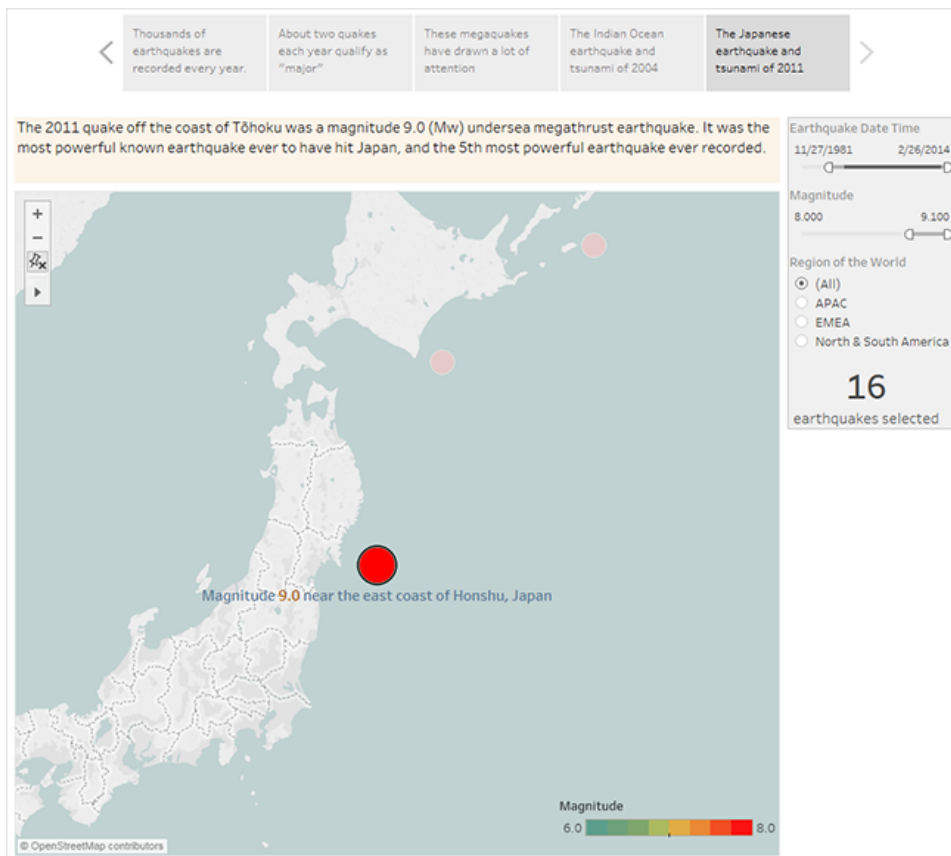 Thousands of
earthquakes are
recorded every year.
About two quakes
each year qualify as
"major"
These megaquakes
have drawn a lot of
attention
The Indian Ocean
earthquake and
tsunami of 2004
The Japanese
earthquake and
tsunami of 2011
The 2011 quake off the coast of Tōhoku was a magnitude 9.0 (Mw) undersea megathrust earthquake. It was the
most powerful known earthquake ever to have hit Japan, and the 5th most powerful earthquake ever recorded.
Earthquake Date Time
11/27/1981 2/26/2014
Magnitude
8.000 9.100
Region of the World
(All)
APAC
EMEA
North & South America
16
earthquakes selected
Magnitude 9.0 near the east coast of Honshu, Japan
Magnitude
6.0 8.0
© OpenStreetMap contributors